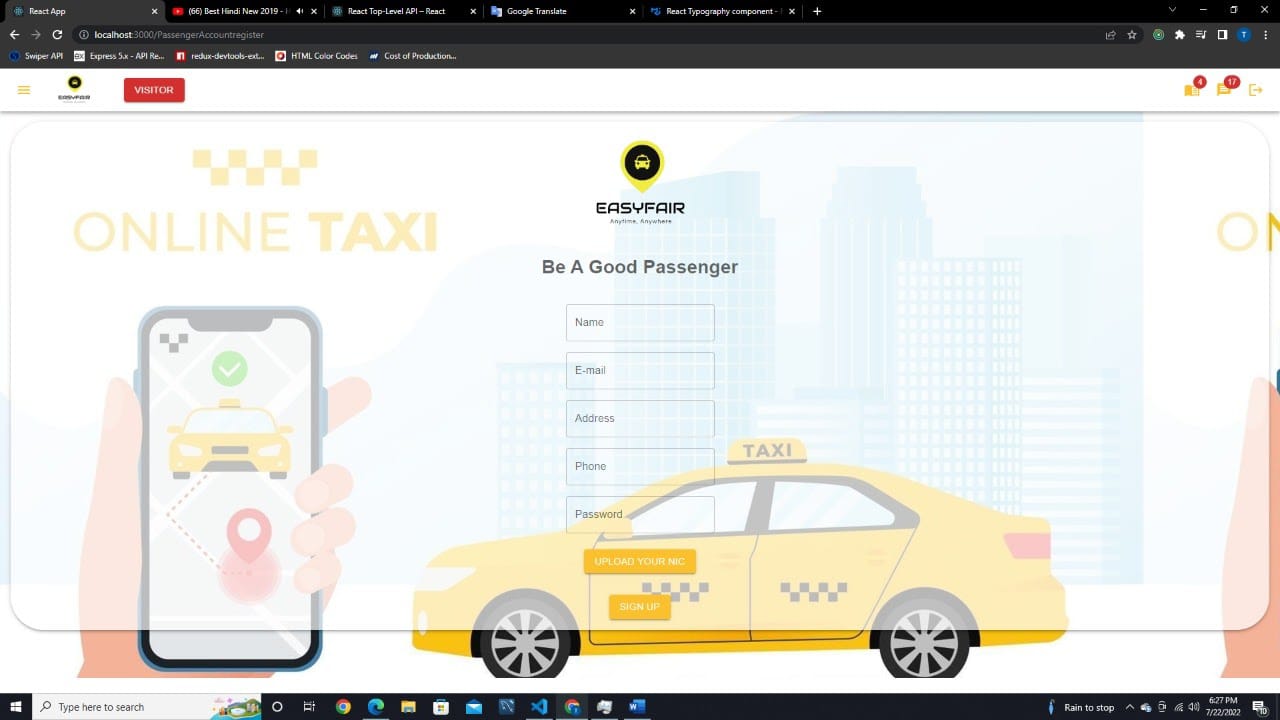 React App
(66) Best Hindi New 2019 - H
React Top-Level API – React
Google Translate
React Typography component -
localhost:3000/PassengerAccountregister
T
Swiper API
Express 5.x - API Re...
redux-devtools-ext...
HTML Color Codes
Cost of Production...
EASYFAIR
VISITOR
4
17
ONLINE TAXI
EASYFAIR
Anytime, Anywhere
Be A Good Passenger
Name
E-mail
Address
Phone
TAXI
Password
UPLOAD YOUR NIC
SIGN UP
Type here to search
Rain to stop
6:27 PM
7/22/2022